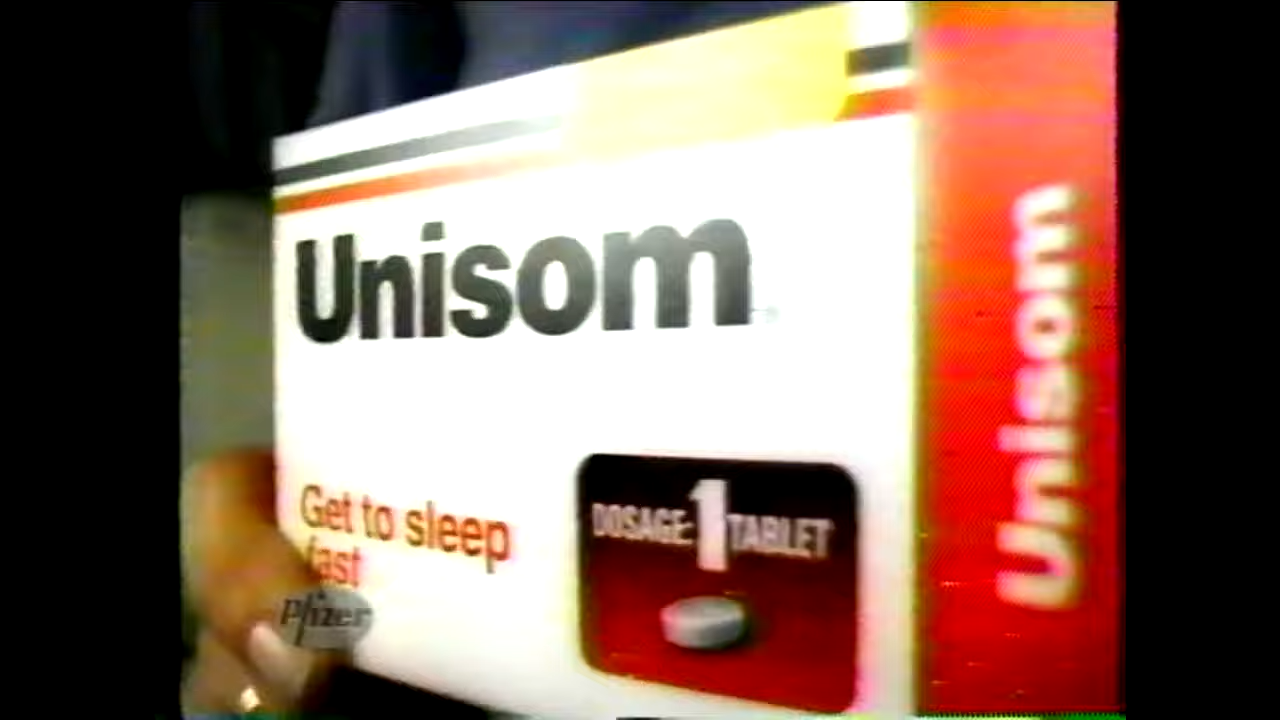 Unisom
Get to sleep
fast
DOSAGE: 1 TABLET
Pfizer
Unisom